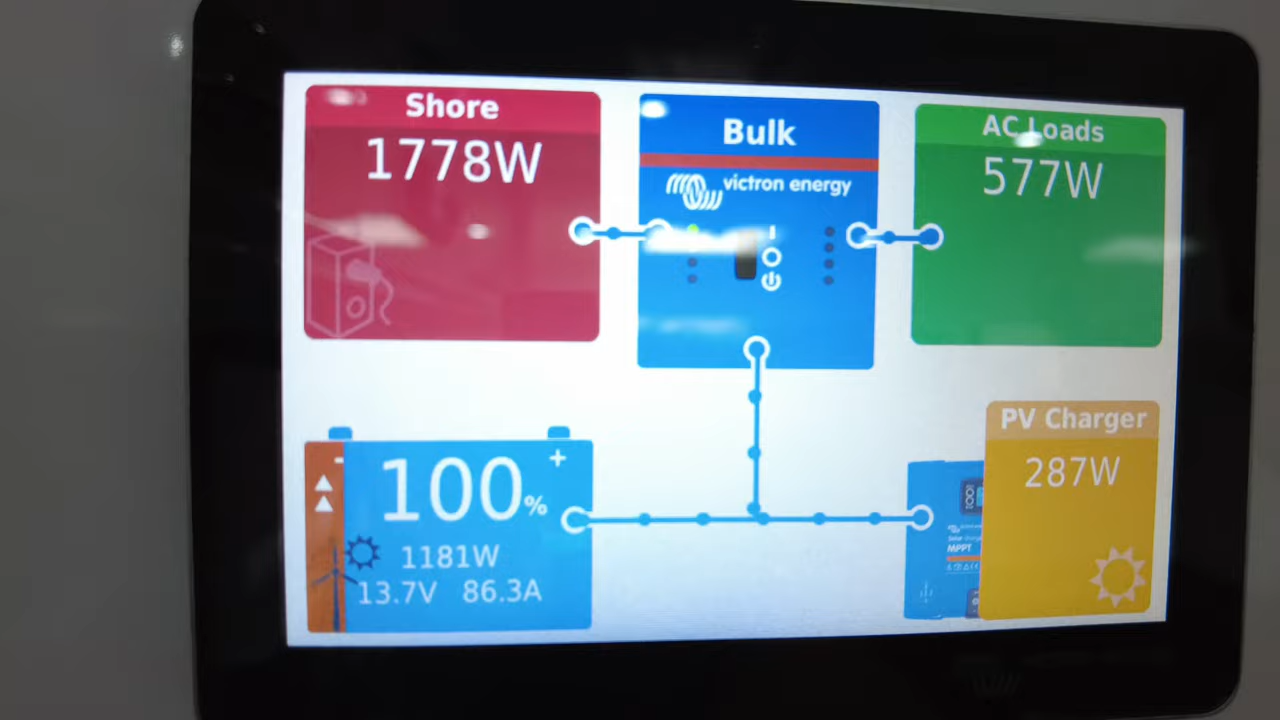 Shore
1778W
Bulk
victron energy
AC Loads
577W
- +
100%
1181W
13.7V 86.3A
PV Charger
287W
MPPT